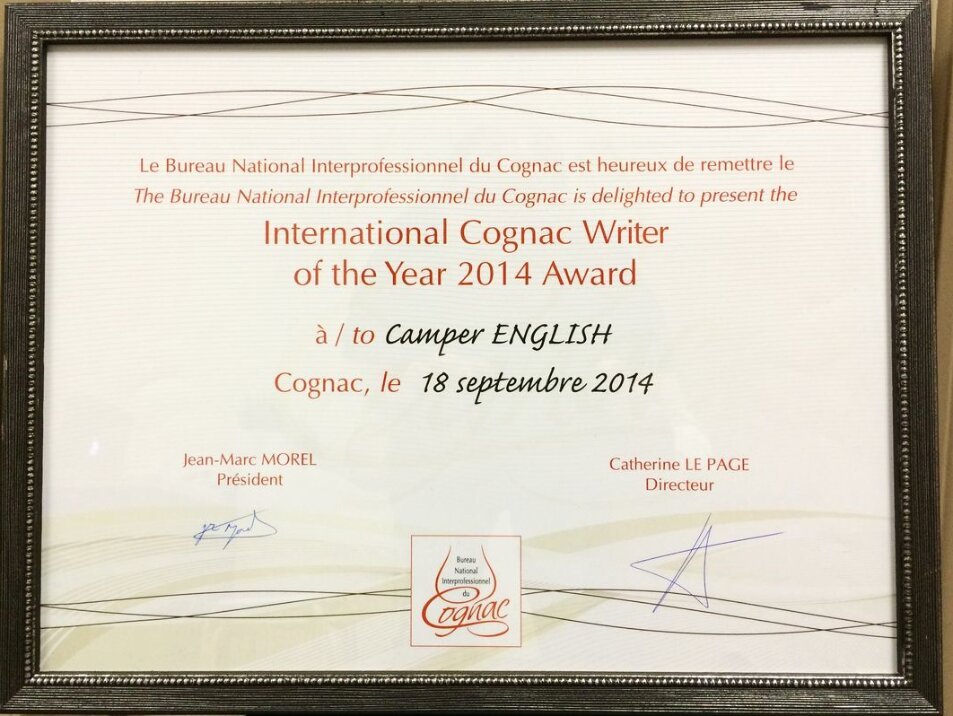 Le Bureau National Interprofessionnel du Cognac est heureux de remettre le
The Bureau National Interprofessionnel du Cognac is delighted to present the
International Cognac Writer
of the Year 2014 Award
à / to Camper ENGLISH
Cognac, le 18 septembre 2014
Jean-Marc MOREL
Président
Catherine LE PAGE
Directeur
Bureau
National
Interprofessionnel
du
Cognac